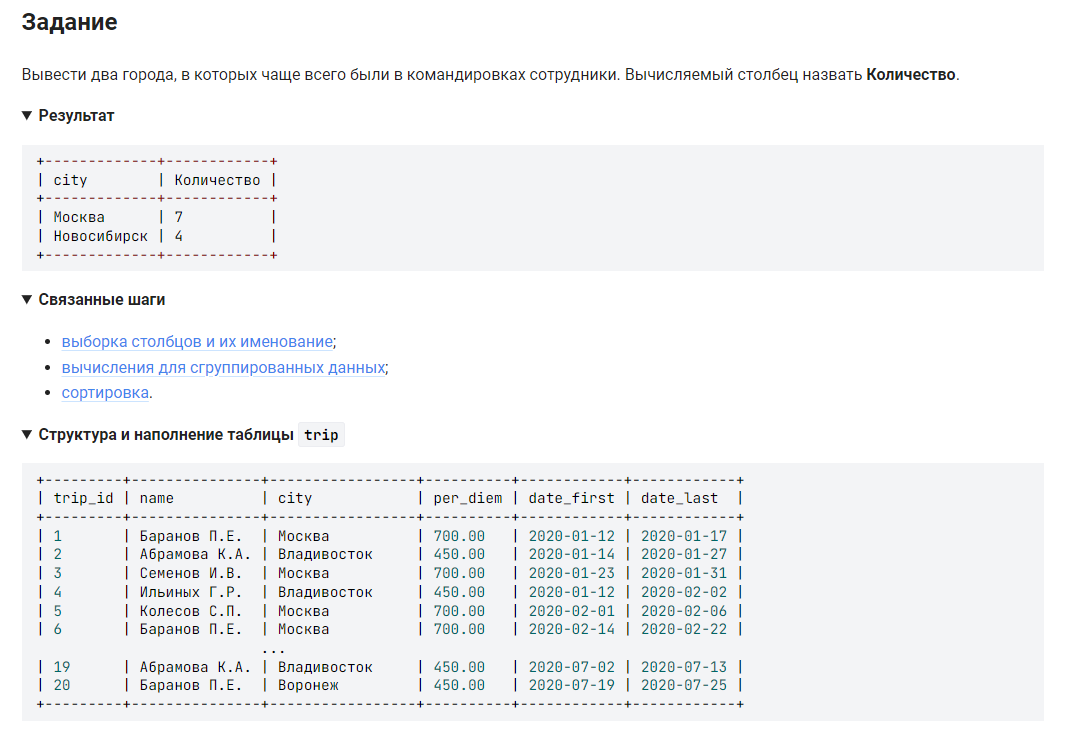 Задание
Вывести два города, в которых чаще всего были в командировках сотрудники. Вычисляемый столбец назвать Количество.
▼ Результат
+-------------+------------+
| city        | Количество |
+-------------+------------+
| Москва      | 7          |
| Новосибирск | 4          |
+-------------+------------+
▼ Связанные шаги
• выборка столбцов и их именование;
• вычисления для сгруппированных данных;
• сортировка.
▼ Структура и наполнение таблицы trip
+---------+---------------+-----------------+----------+------------+------------+
| trip_id | name          | city            | per_diem | date_first | date_last  |
+---------+---------------+-----------------+----------+------------+------------+
| 1       | Баранов П.Е.  | Москва          | 700.00   | 2020-01-12 | 2020-01-17 |
| 2       | Абрамова К.А. | Владивосток     | 450.00   | 2020-01-14 | 2020-01-27 |
| 3       | Семенов И.В.  | Москва          | 700.00   | 2020-01-23 | 2020-01-31 |
| 4       | Ильиных Г.Р.  | Владивосток     | 450.00   | 2020-01-12 | 2020-02-02 |
| 5       | Колесов С.П.  | Москва          | 700.00   | 2020-02-01 | 2020-02-06 |
| 6       | Баранов П.Е.  | Москва          | 700.00   | 2020-02-14 | 2020-02-22 |
...
| 19      | Абрамова К.А. | Владивосток     | 450.00   | 2020-07-02 | 2020-07-13 |
| 20      | Баранов П.Е.  | Воронеж         | 450.00   | 2020-07-19 | 2020-07-25 |
+---------+---------------+-----------------+----------+------------+------------+